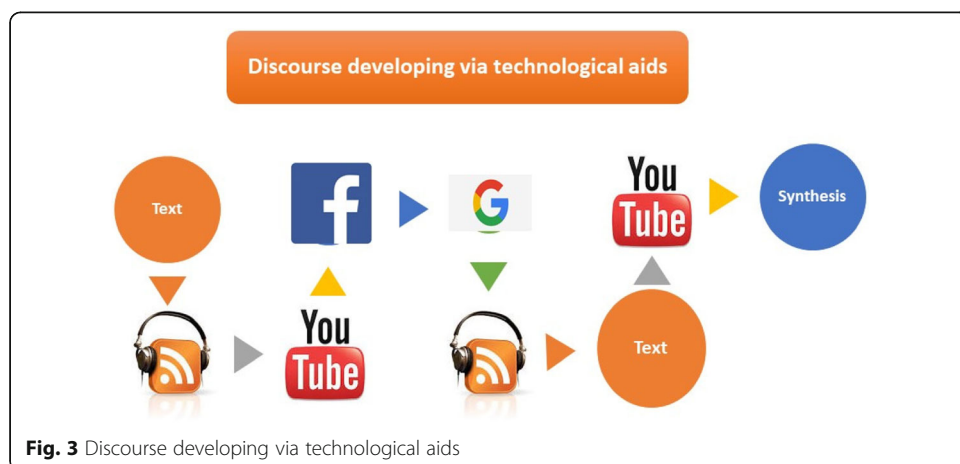 Discourse developing via technological aids
Text
You
Tube
You
Tube
Text
Synthesis
Fig. 3 Discourse developing via technological aids